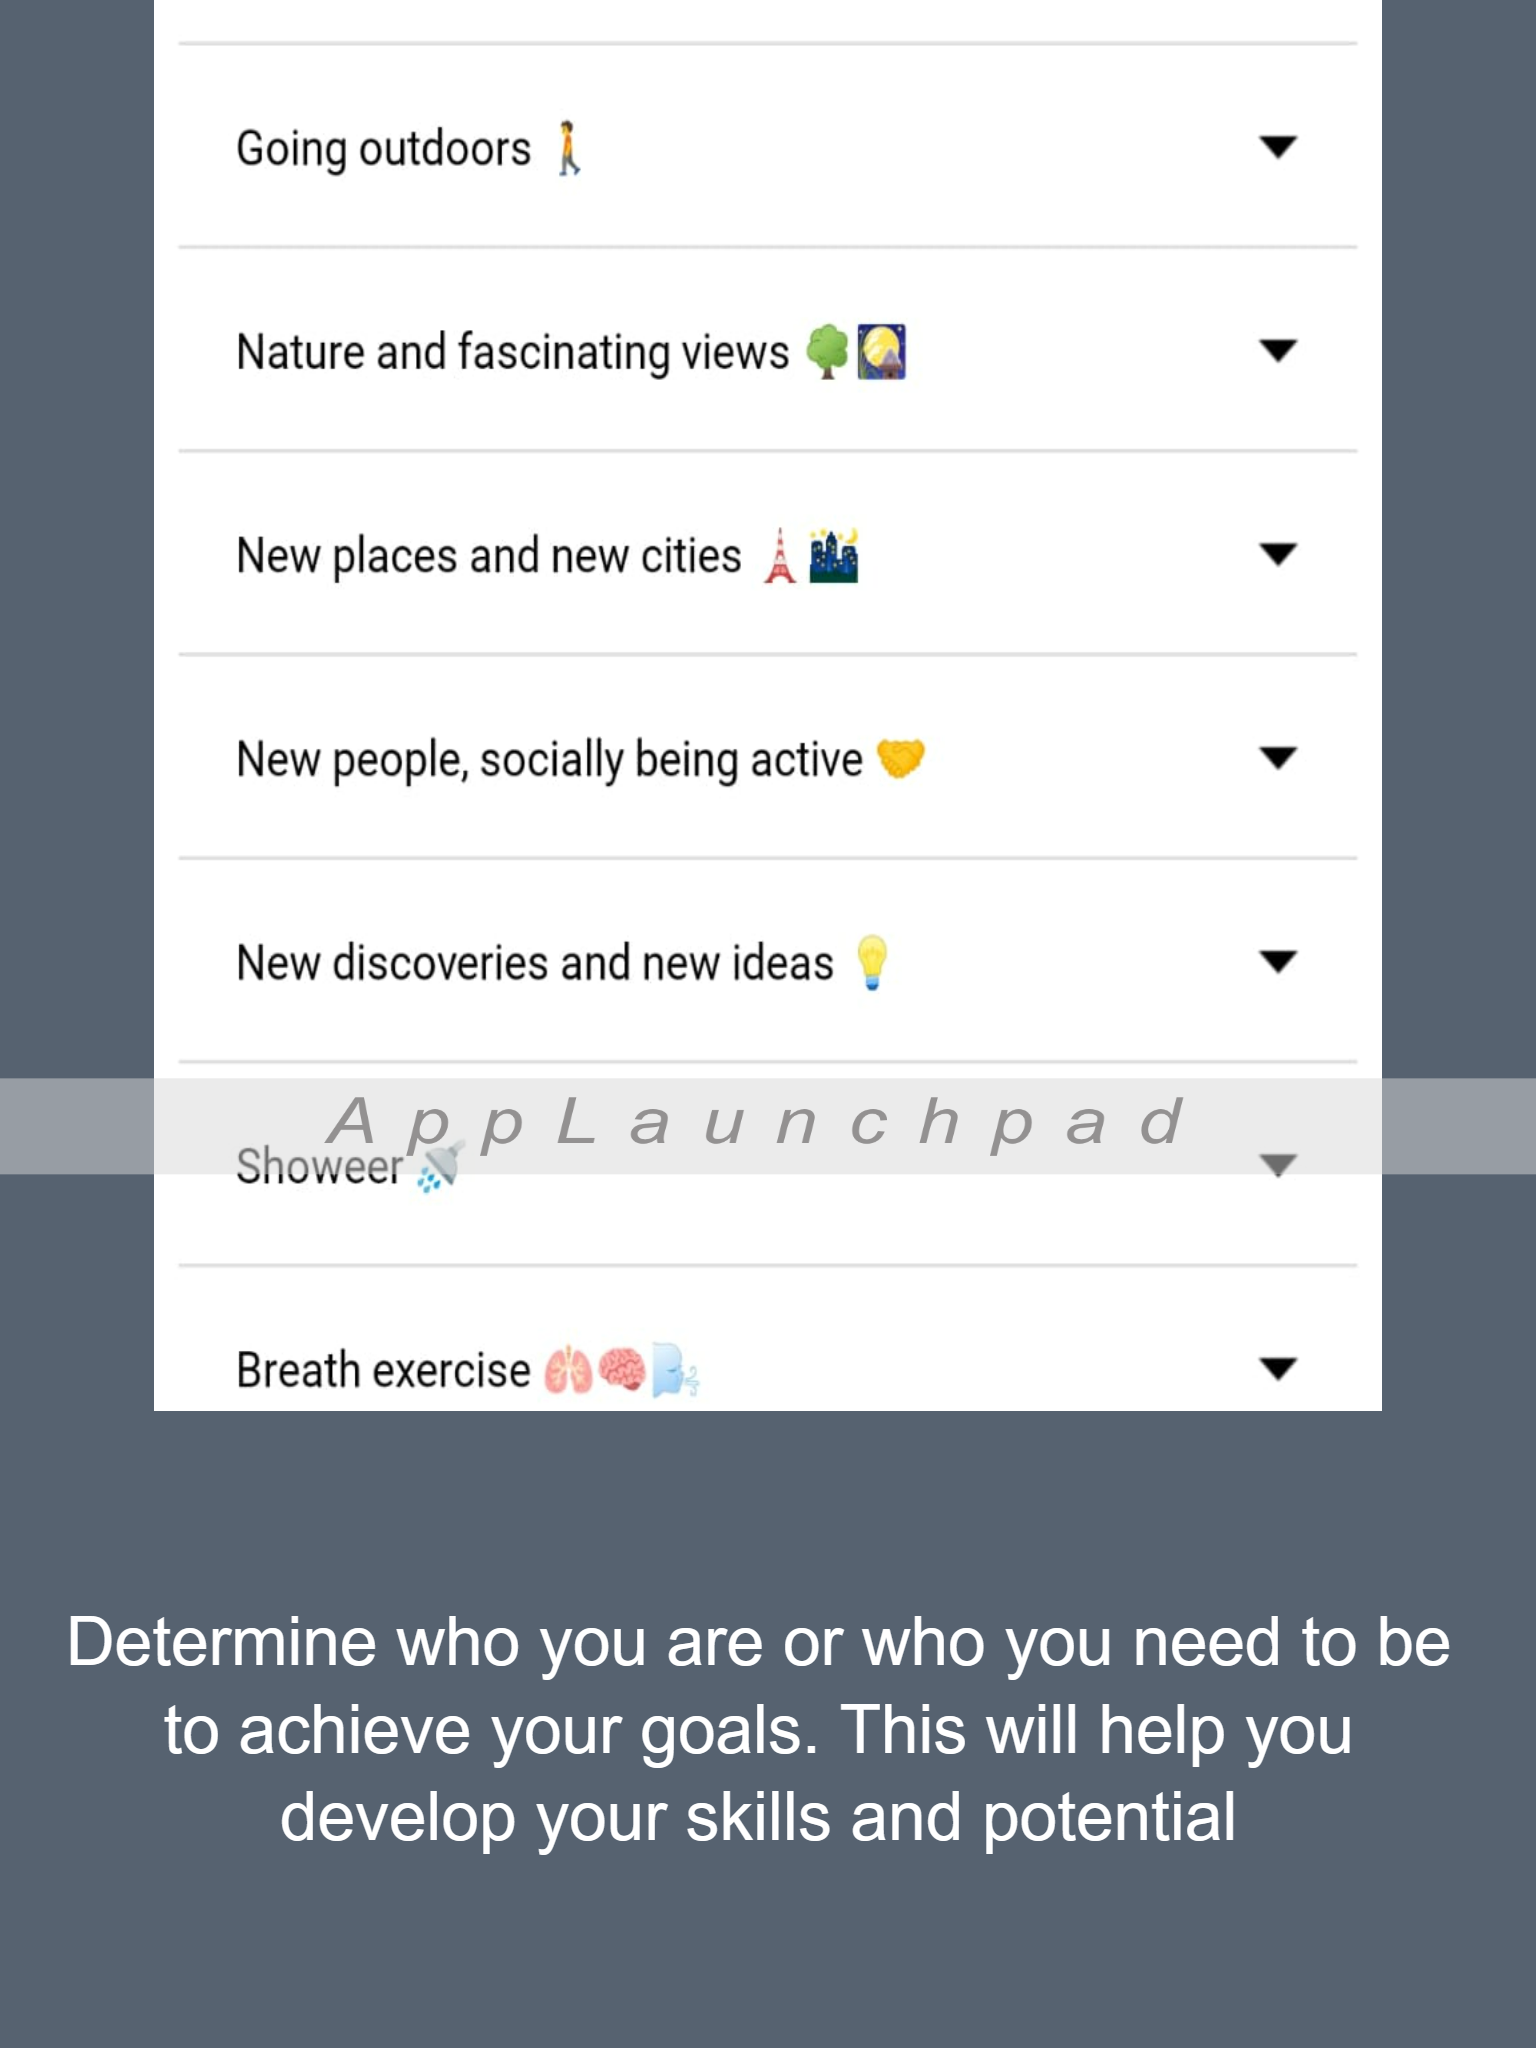 Going outdoors 🚶
Nature and fascinating views 🌳🎑
New places and new cities 🗼🌃
New people, socially being active 🤝
New discoveries and new ideas 💡
AppLaunchpad
Showeer 🚿
Breath exercise 🫁🧠🌬️
Determine who you are or who you need to be
to achieve your goals. This will help you
develop your skills and potential